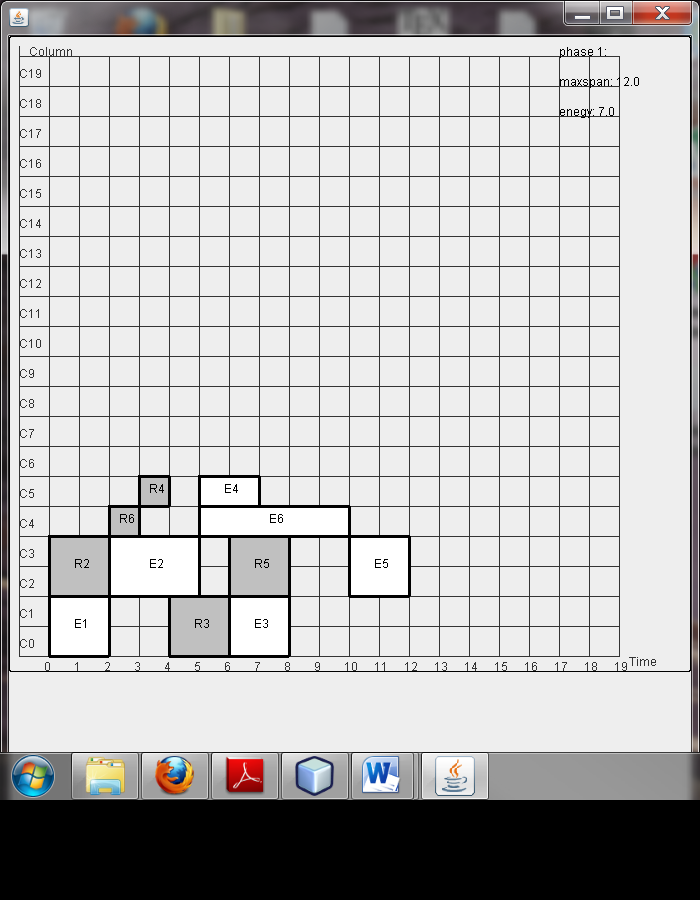 Column
phase 1:
C19
maxspan: 12.0
C18
enegy: 7.0
C17
C16
C15
C14
C13
C12
C11
C10
C9
C8
C7
C6
C5 R4 E4
C4 R6 E6
C3
R2 E2 R5 E5
C2
C1
E1 R3 E3
C0
0 1 2 3 4 5 6 7 8 9 10 11 12 13 14 15 16 17 18 19 Time